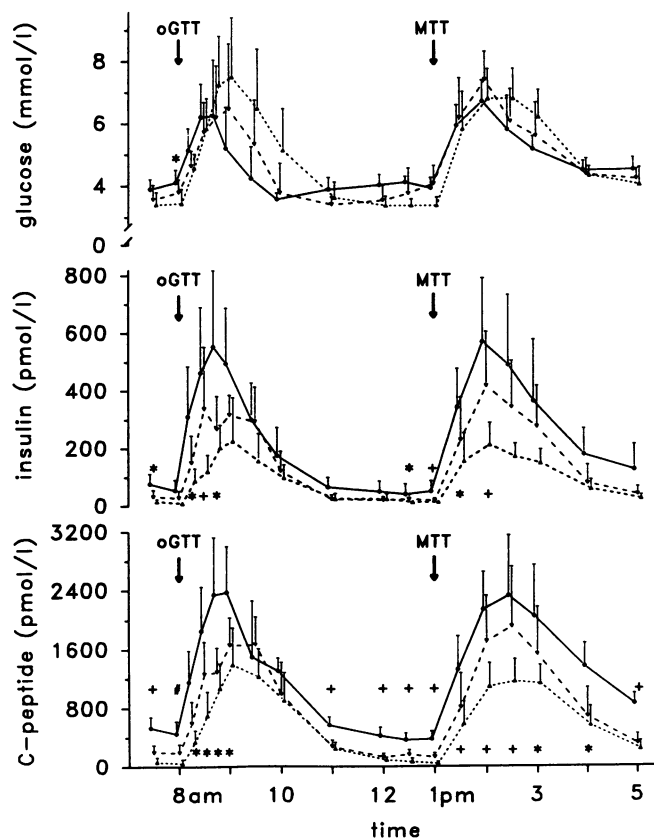 oGTT MTT
glucose (mmol/l)
8
6
4
0
*
oGTT MTT
insulin (pmol/l)
800
600
400
200
0
* * +
* + * * +
oGTT MTT
C-peptide (pmol/l)
3200
2400
1600
800
0
+ # + + + + +
* * * * + + + * *
8am 10 12 1pm 3 5
time